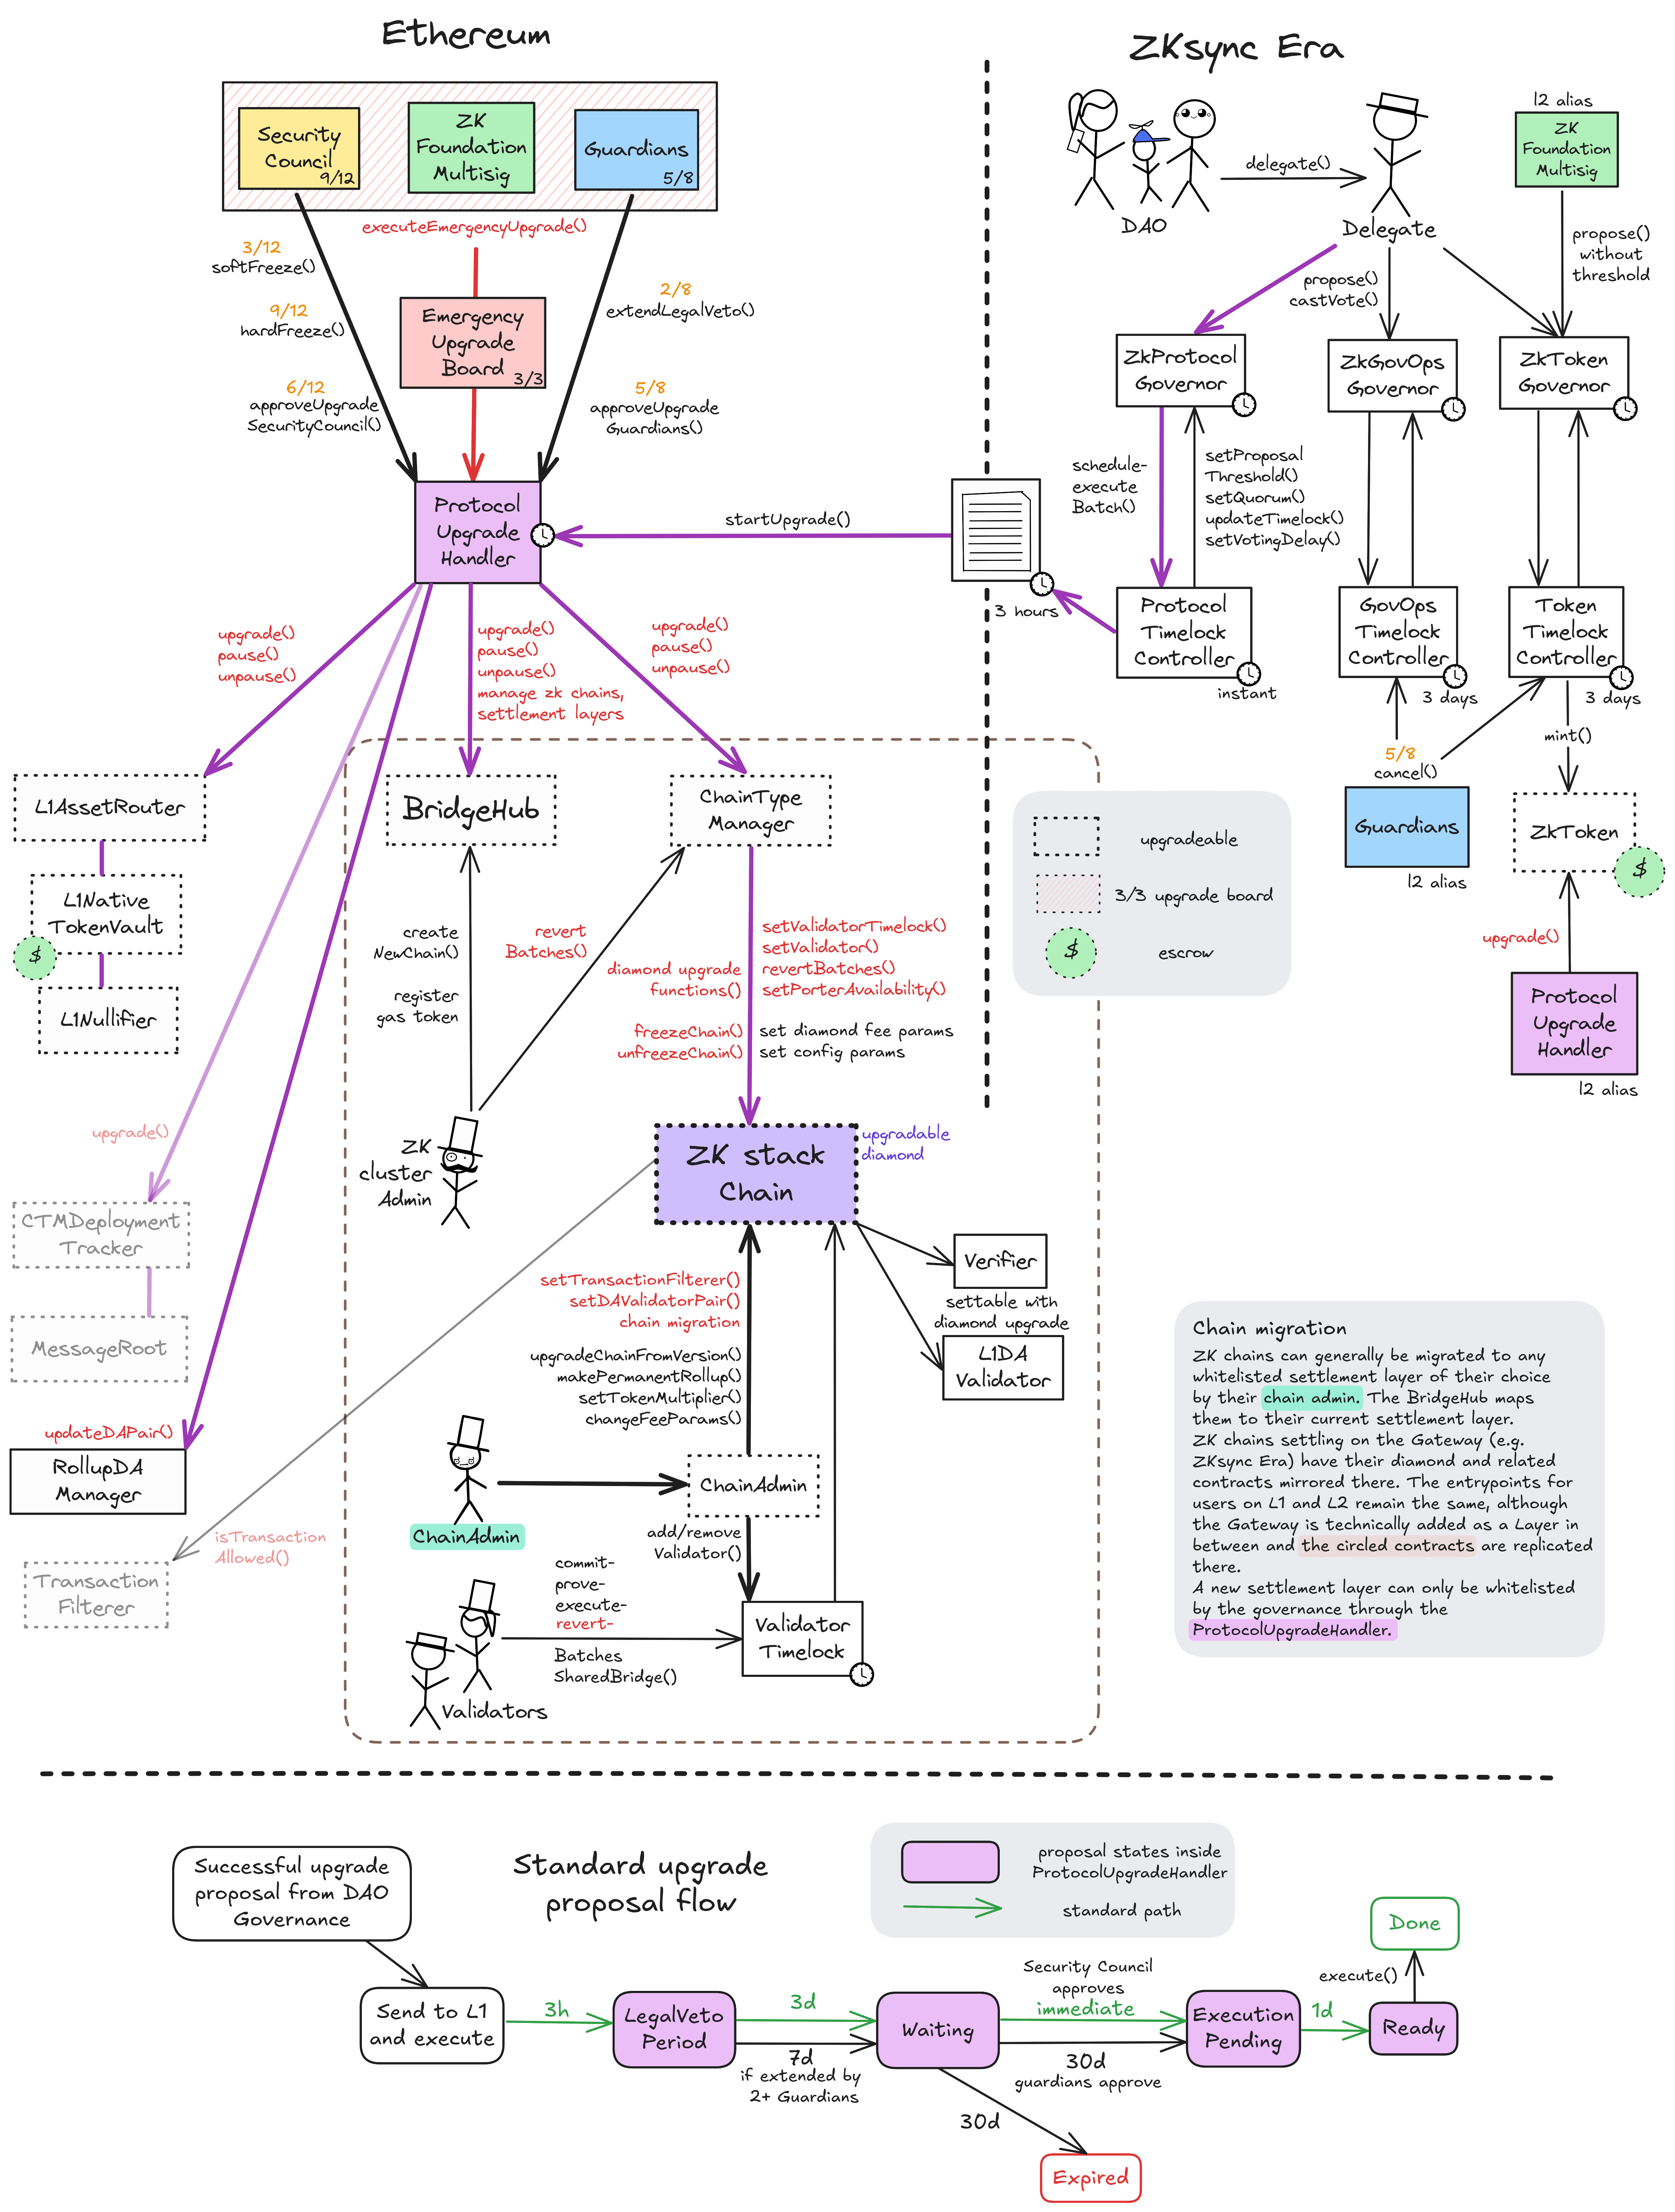 Ethereum
ZKsync Era
Security
Council
9/12
ZK
Foundation
Multisig
Guardians
5/8
executeEmergencyUpgrade()
3/12
softFreeze()
9/12
hardFreeze()
6/12
approveUpgrade
SecurityCouncil()
Emergency
Upgrade
Board
3/3
2/8
extendLegalVeto()
5/8
approveUpgrade
Guardians()
Protocol
Upgrade
Handler
startUpgrade()
3 hours
DAO
delegate()
Delegate
l2 alias
ZK
Foundation
Multisig
propose()
without
threshold
propose()
castVote()
ZkProtocol
Governor
ZkGovOps
Governor
ZkToken
Governor
schedule-
execute
Batch()
setProposal
Threshold()
setQuorum()
updateTimelock()
setVotingDelay()
Protocol
Timelock
Controller
instant
GovOps
Timelock
Controller
3 days
Token
Timelock
Controller
3 days
5/8
cancel()
Guardians
l2 alias
mint()
ZkToken
$
upgrade()
Protocol
Upgrade
Handler
l2 alias
upgrade()
pause()
unpause()
upgrade()
pause()
unpause()
manage zk chains,
settlement layers
upgrade()
pause()
unpause()
L1AssetRouter
L1Native
TokenVault
$
L1Nullifier
BridgeHub
ChainType
Manager
upgradeable
3/3 upgrade board
$
escrow
create
NewChain()
register
gas token
revert
Batches()
diamond upgrade
functions()
freezeChain()
unfreezeChain()
setValidatorTimelock()
setValidator()
revertBatches()
setPorterAvailability()
set diamond fee params
set config params
upgrade()
CTMDeployment
Tracker
MessageRoot
updateDAPair()
RollupDA
Manager
isTransaction
Allowed()
Transaction
Filterer
ZK
cluster
Admin
ZK stack
Chain
upgradable
diamond
Verifier
settable with
diamond upgrade
L1DA
Validator
setTransactionFilterer()
setDAValidatorPair()
chain migration
upgradeChainFromVersion()
makePermanentRollup()
setTokenMultiplier()
changeFeeParams()
ChainAdmin
ChainAdmin
add/remove
Validator()
commit-
prove-
execute-
revert-
Batches
SharedBridge()
Validator
Timelock
Validators
Chain migration
ZK chains can generally be migrated to any
whitelisted settlement layer of their choice
by their chain admin. The BridgeHub maps
them to their current settlement layer.
ZK chains settling on the Gateway (e.g.
ZKsync Era) have their diamond and related
contracts mirrored there. The entrypoints for
users on L1 and L2 remain the same, although
the Gateway is technically added as a Layer in
between and the circled contracts are replicated
there.
A new settlement layer can only be whitelisted
by the governance through the
ProtocolUpgradeHandler.
Standard upgrade
proposal flow
proposal states inside
ProtocolUpgradeHandler
standard path
Successful upgrade
proposal from DAO
Governance
Send to L1
and execute
3h
LegalVeto
Period
3d
7d
if extended by
2+ Guardians
Waiting
Security Council
approves
immediate
30d
guardians approve
Execution
Pending
1d
Ready
execute()
Done
30d
Expired